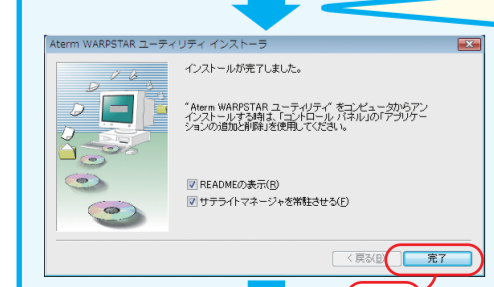 Aterm WARPSTAR ユーティリティ インストーラ
インストールが完了しました。
"Aterm WARPSTAR ユーティリティ" をコンピュータからアン
インストールする時は、「コントロール パネル」の「アプリケー
ションの追加と削除」を使用してください。
READMEの表示(R)
サテライトマネージャを常駐させる(E)
< 戻る(B)
完了